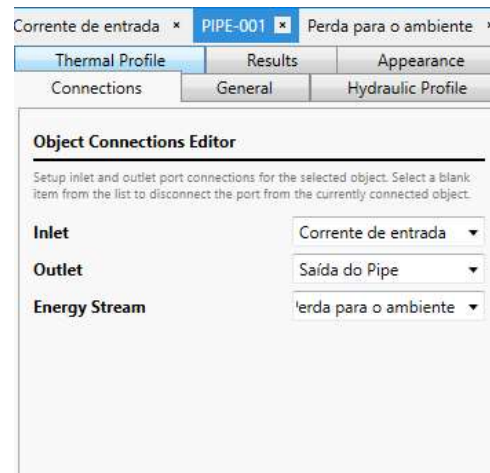 Corrente de entrada × PIPE-001 × Perda para o ambiente
Thermal Profile Results Appearance
Connections General Hydraulic Profile
Object Connections Editor
Setup inlet and outlet port connections for the selected object. Select a blank
item from the list to disconnect the port from the currently connected object.
Inlet Corrente de entrada
Outlet Saída do Pipe
Energy Stream erda para o ambiente